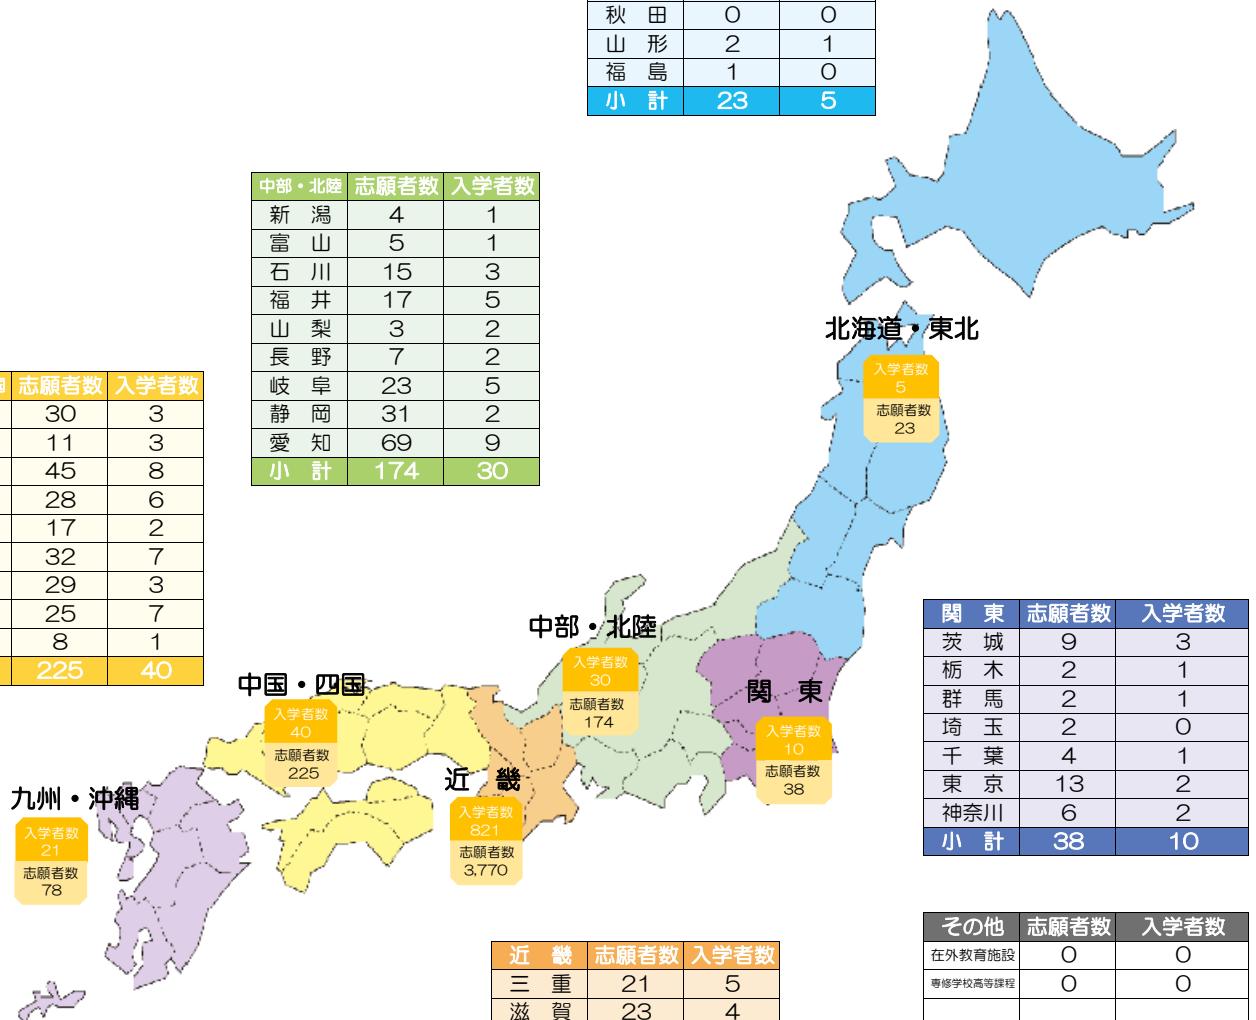 秋 田 0 0
山 形 2 1
福 島 1 0
小 計 23 5
中部・北陸 志願者数 入学者数
新 潟 4 1
富 山 5 1
石 川 15 3
福 井 17 5
山 梨 3 2
長 野 7 2
岐 阜 23 5
静 岡 31 2
愛 知 69 9
小 計 174 30
志願者数 入学者数
30 3
11 3
45 8
28 6
17 2
32 7
29 3
25 7
8 1
225 40
北海道・東北
入学者数
5
志願者数
23
中部・北陸
入学者数
30
志願者数
174
関 東
入学者数
10
志願者数
38
中国・四国
入学者数
40
志願者数
225
近 畿
入学者数
821
志願者数
3,770
九州・沖縄
入学者数
21
志願者数
78
関 東 志願者数 入学者数
茨 城 9 3
栃 木 2 1
群 馬 2 1
埼 玉 2 0
千 葉 4 1
東 京 13 2
神奈川 6 2
小 計 38 10
その他 志願者数 入学者数
在外教育施設 0 0
専修学校高等課程 0 0
近 畿 志願者数 入学者数
三 重 21 5
滋 賀 23 4